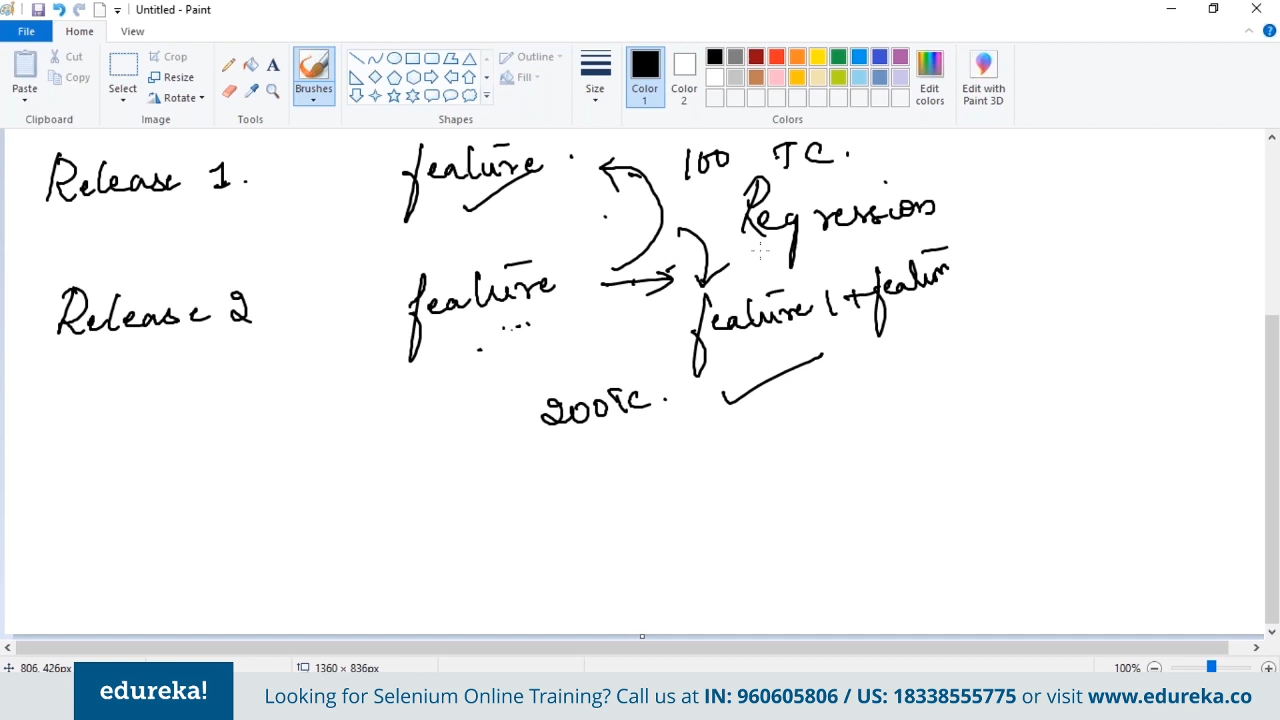 Untitled - Paint
File Home View
Paste Cut Copy Clipboard
Select Crop Resize Rotate Image
Tools
Brushes
Outline Fill Shapes
Size
Color 1 Color 2 Edit colors Edit with Paint 3D Colors
Release 1. feature 100 TC.
Regression
Release 2 feature ...
feature 1 + featur
200TC.
806, 426px 1360 × 836px 100%
edureka! Looking for Selenium Online Training? Call us at IN: 960605806 / US: 18338555775 or visit www.edureka.co